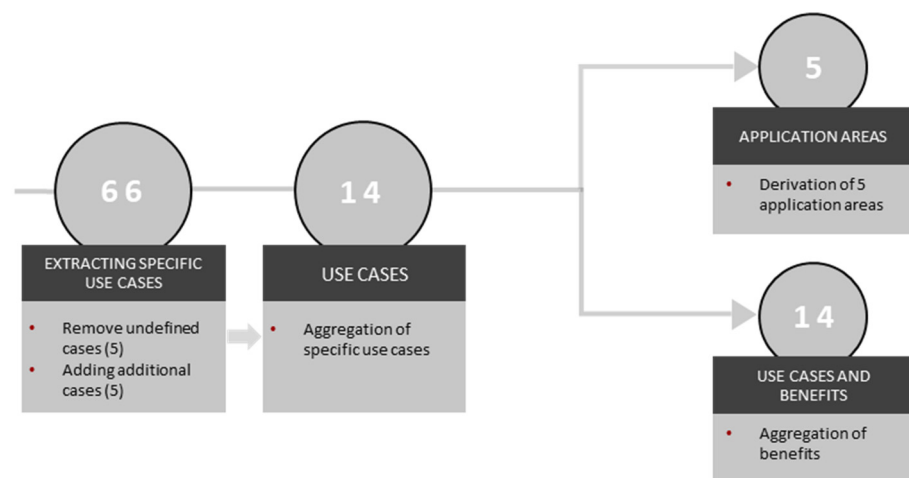 66
EXTRACTING SPECIFIC
USE CASES
• Remove undefined
cases (5)
• Adding additional
cases (5)
14
USE CASES
• Aggregation of
specific use cases
5
APPLICATION AREAS
• Derivation of 5
application areas
14
USE CASES AND
BENEFITS
• Aggregation of
benefits